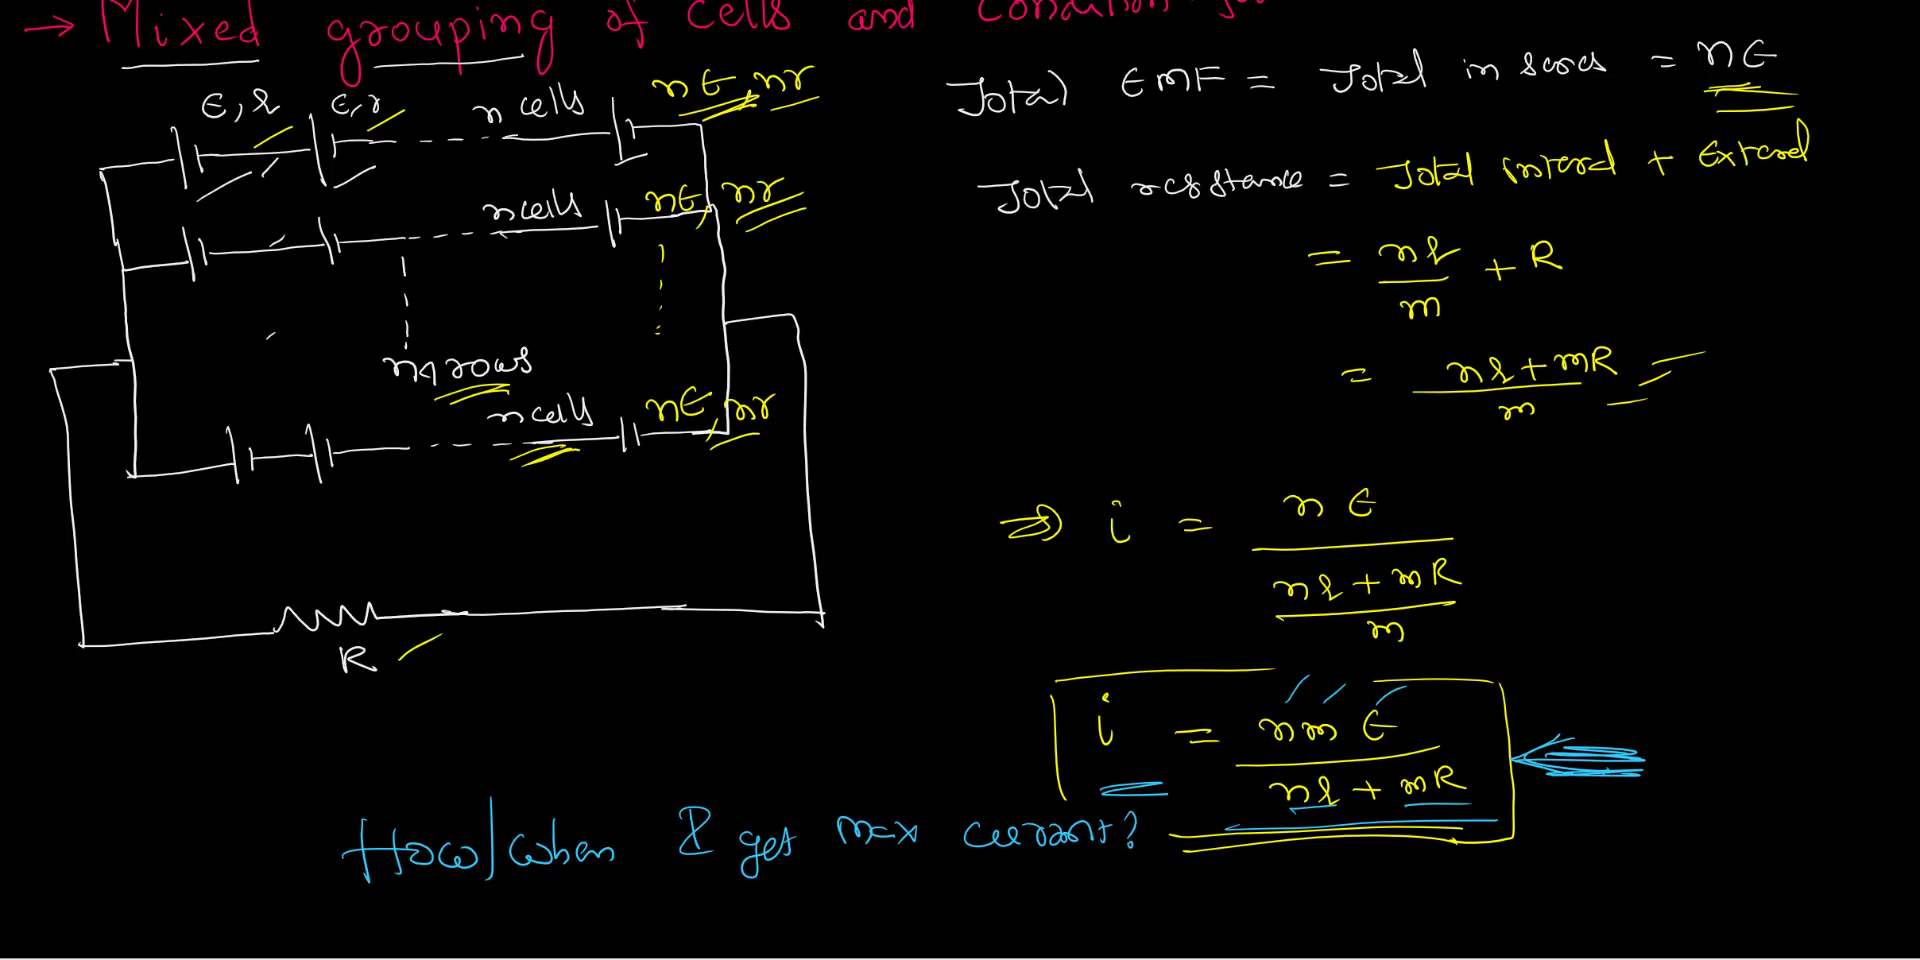 → Mixed grouping of cells and condition
E, r E, r n cells nE, nr
n cells nE, nr
m rows
n cells nE, nr
R
Total EMF = Total in series = nE
Total resistance = Total internal + External
= nr/m + R
= nr + mR / m
⇒ i = nE / (nr + mR / m)
i = nmE / nr + mR
How/when I get max current?